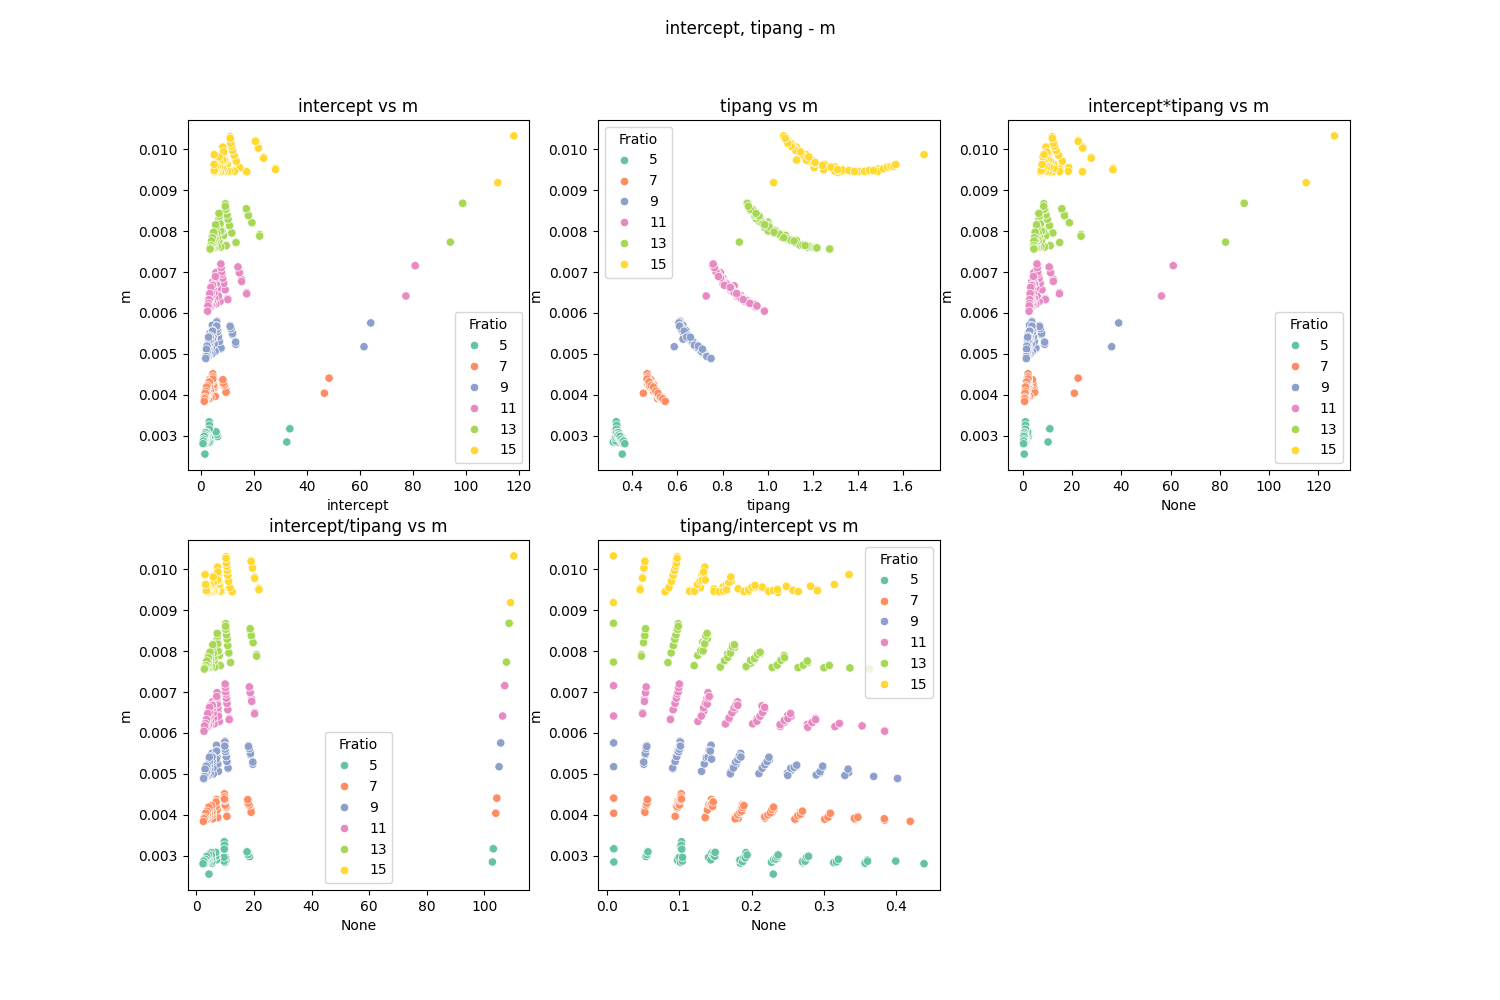 intercept, tipang - m
intercept vs m
m
0.010
0.009
0.008
0.007
0.006
0.005
0.004
0.003
0 20 40 60 80 100 120
intercept
Fratio
5
7
9
11
13
15
tipang vs m
m
0.010
0.009
0.008
0.007
0.006
0.005
0.004
0.003
0.4 0.6 0.8 1.0 1.2 1.4 1.6
tipang
Fratio
5
7
9
11
13
15
intercept*tipang vs m
m
0.010
0.009
0.008
0.007
0.006
0.005
0.004
0.003
0 20 40 60 80 100 120
None
Fratio
5
7
9
11
13
15
intercept/tipang vs m
m
0.010
0.009
0.008
0.007
0.006
0.005
0.004
0.003
0 20 40 60 80 100
None
Fratio
5
7
9
11
13
15
tipang/intercept vs m
m
0.010
0.009
0.008
0.007
0.006
0.005
0.004
0.003
0.0 0.1 0.2 0.3 0.4
None
Fratio
5
7
9
11
13
15